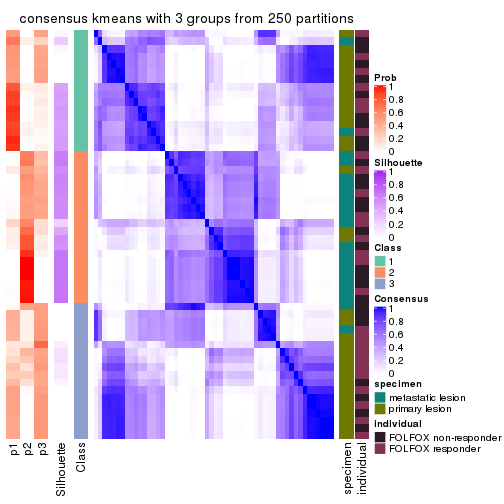 consensus kmeans with 3 groups from 250 partitions
Prob
1
0.8
0.6
0.4
0.2
0
Silhouette
1
0.8
0.6
0.4
0.2
0
Class
1
2
3
Consensus
1
0.8
0.6
0.4
0.2
0
specimen
metastatic lesion
primary lesion
individual
FOLFOX non-responder
FOLFOX responder
p1
p2
p3
Silhouette
Class
specimen
individual